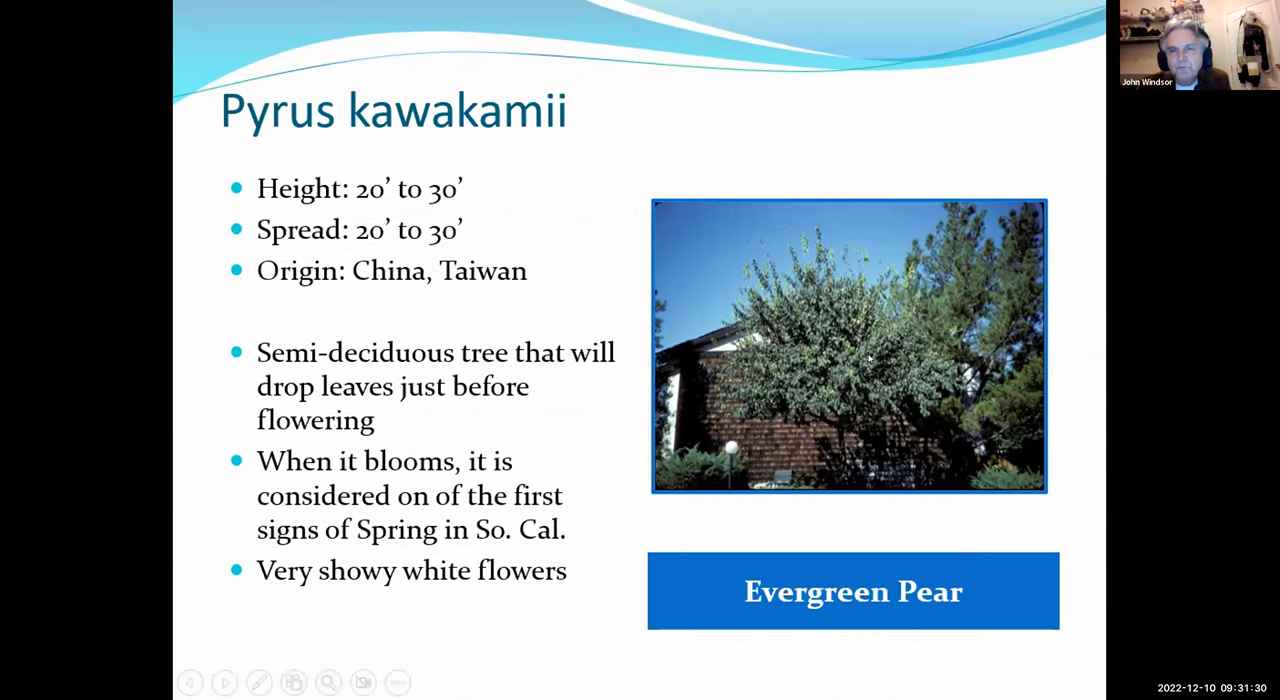 Pyrus kawakamii
Height: 20’ to 30’
Spread: 20’ to 30’
Origin: China, Taiwan
Semi-deciduous tree that will
drop leaves just before
flowering
When it blooms, it is
considered on of the first
signs of Spring in So. Cal.
Very showy white flowers
Evergreen Pear
John Windsor
2022-12-10 09:31:30